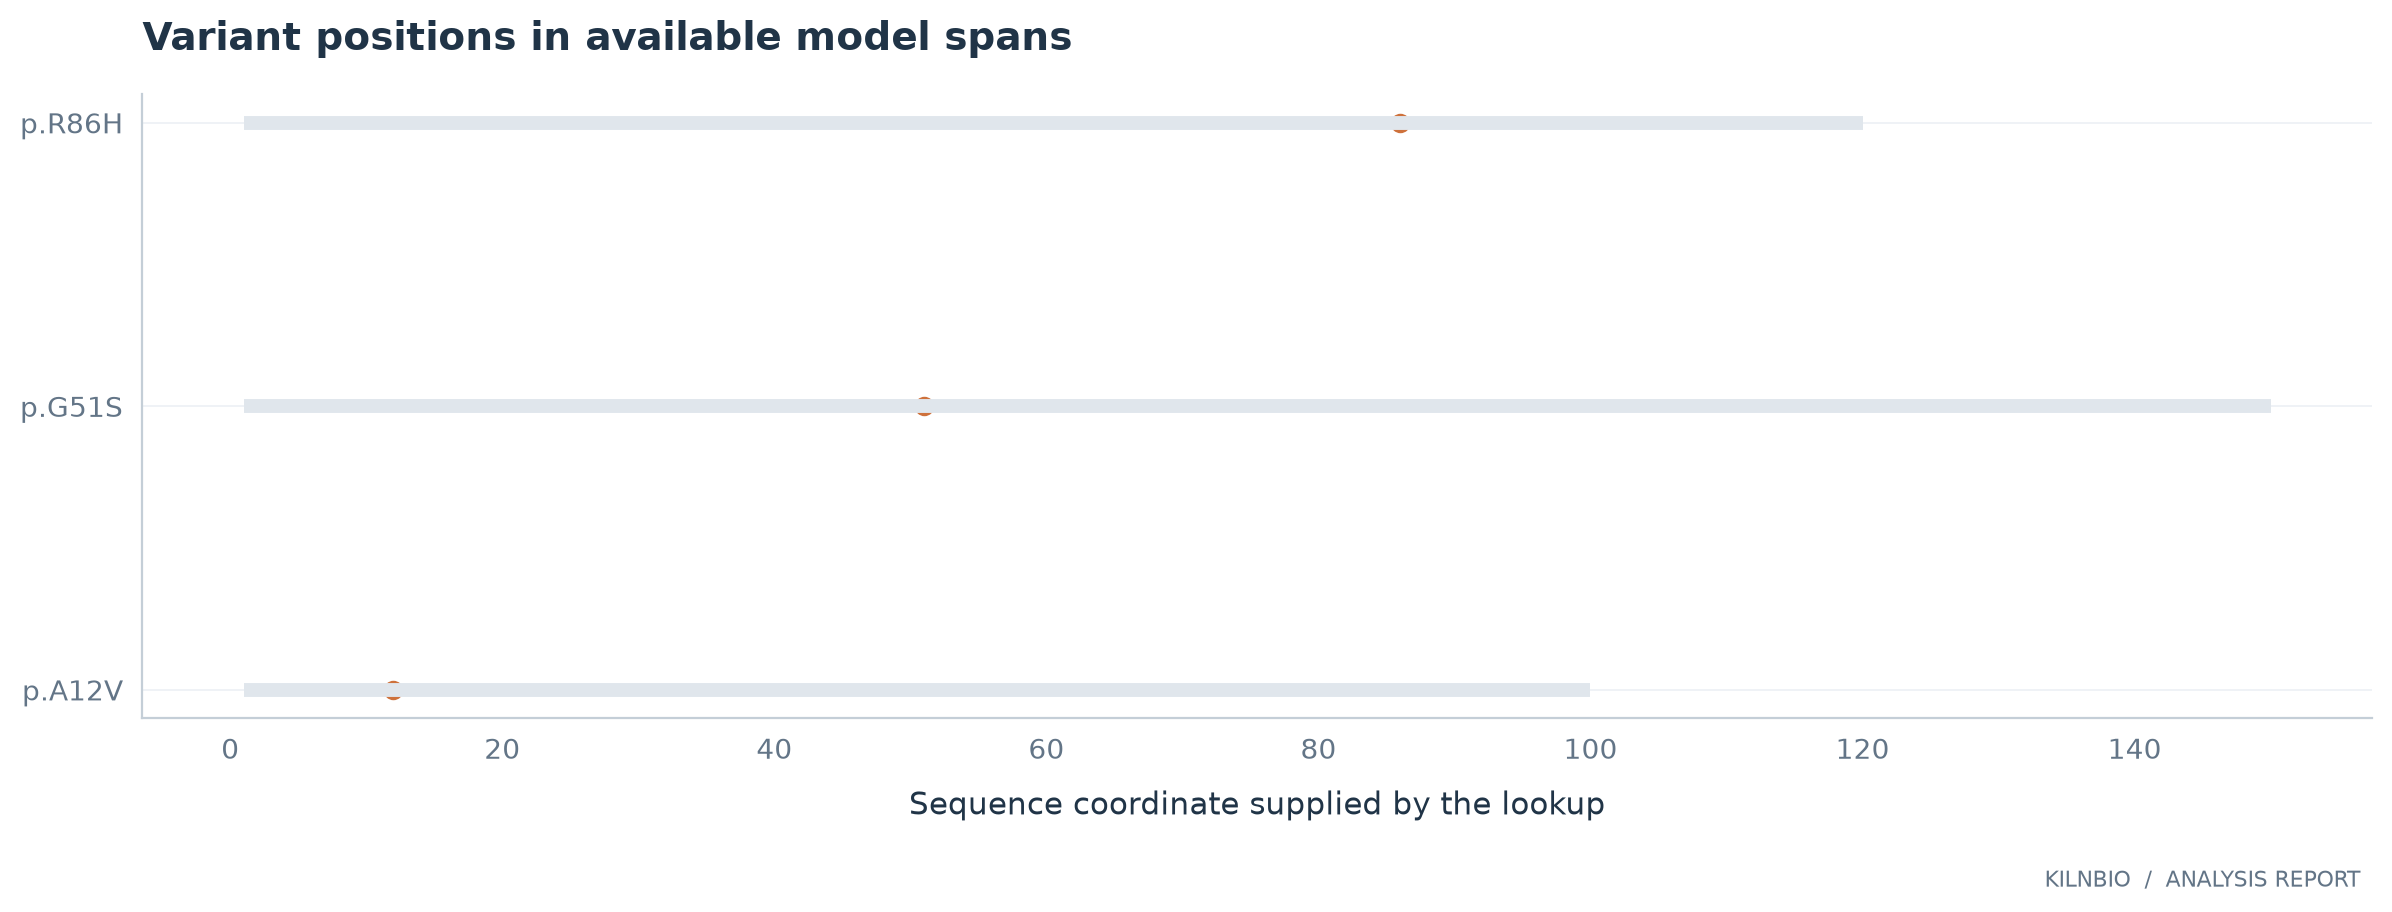 Variant positions in available model spans
p.R86H
p.G51S
p.A12V
0 20 40 60 80 100 120 140
Sequence coordinate supplied by the lookup
KILNBIO / ANALYSIS REPORT